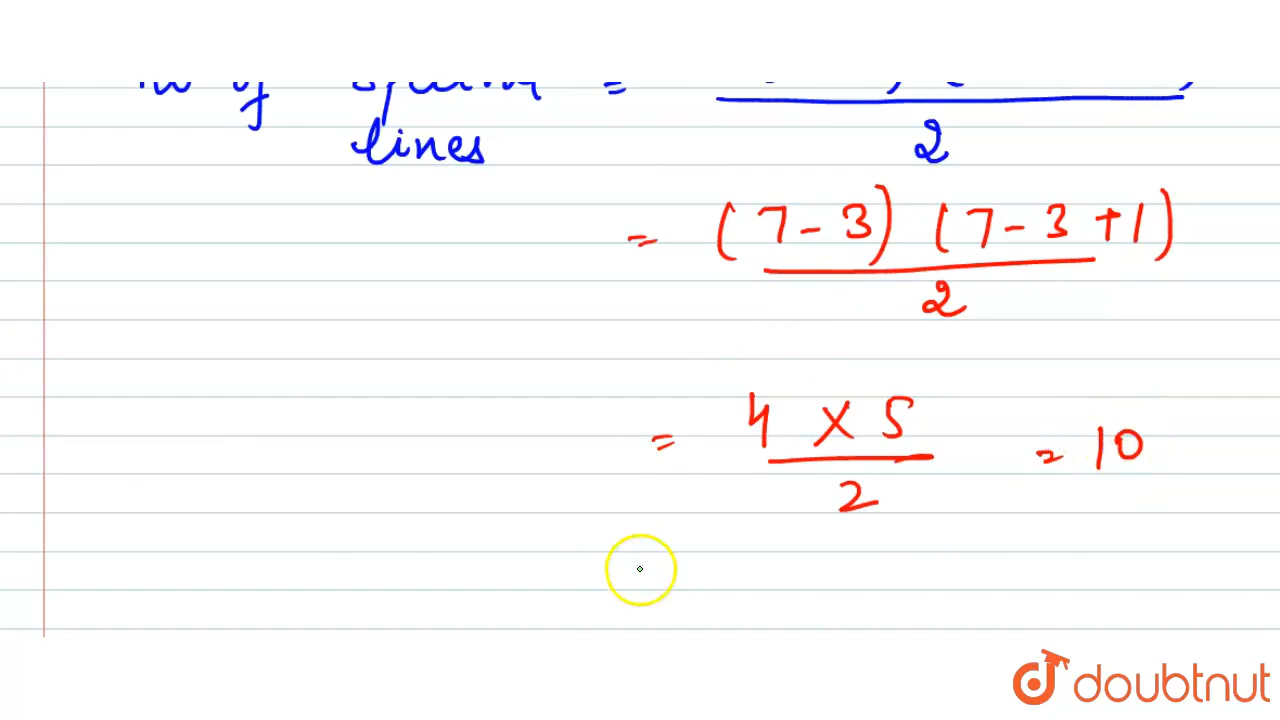 =
lines 2
= (7-3) (7-3+1)
2
= 4 X 5 = 10
2
doubtnut